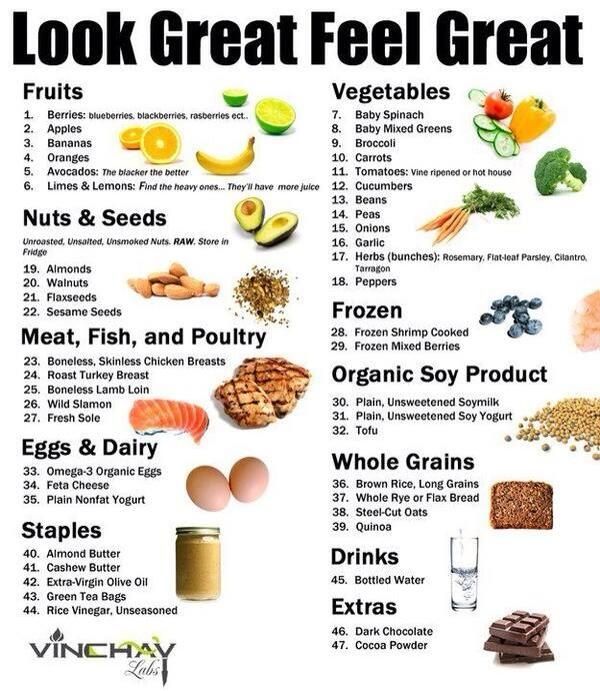 Look Great Feel Great
Fruits
1. Berries: blueberries, blackberries, rasberries ect..
2. Apples
3. Bananas
4. Oranges
5. Avocados: The blacker the better
6. Limes & Lemons: Find the heavy ones... They'll have more juice
Nuts & Seeds
Unroasted, Unsalted, Unsmoked Nuts. RAW. Store in
Fridge
19. Almonds
20. Walnuts
21. Flaxseeds
22. Sesame Seeds
Meat, Fish, and Poultry
23. Boneless, Skinless Chicken Breasts
24. Roast Turkey Breast
25. Boneless Lamb Loin
26. Wild Slamon
27. Fresh Sole
Eggs & Dairy
33. Omega-3 Organic Eggs
34. Feta Cheese
35. Plain Nonfat Yogurt
Staples
40. Almond Butter
41. Cashew Butter
42. Extra-Virgin Olive Oil
43. Green Tea Bags
44. Rice Vinegar, Unseasoned
VINCHAY
Labs
Vegetables
7. Baby Spinach
8. Baby Mixed Greens
9. Broccoli
10. Carrots
11. Tomatoes: Vine ripened or hot house
12. Cucumbers
13. Beans
14. Peas
15. Onions
16. Garlic
17. Herbs (bunches): Rosemary, Flat-leaf Parsley, Cilantro,
Tarragon
18. Peppers
Frozen
28. Frozen Shrimp Cooked
29. Frozen Mixed Berries
Organic Soy Product
30. Plain, Unsweetened Soymilk
31. Plain, Unsweetened Soy Yogurt
32. Tofu
Whole Grains
36. Brown Rice, Long Grains
37. Whole Rye or Flax Bread
38. Steel-Cut Oats
39. Quinoa
Drinks
45. Bottled Water
Extras
46. Dark Chocolate
47. Cocoa Powder